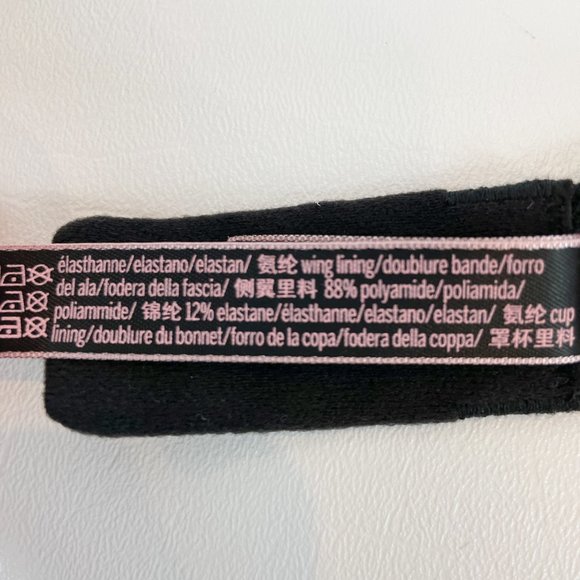 élasthanne/elastano/elastan/ 氨纶 wing lining/doublure bande/forro
del ala/fodera della fascia/ 侧翼里料 88% polyamide/poliamida/
poliammide/ 锦纶 12% elastane/élasthanne/elastano/elastan/ 氨纶 cup
lining/doublure du bonnet/forro de la copa/fodera della coppa/ 罩杯里料